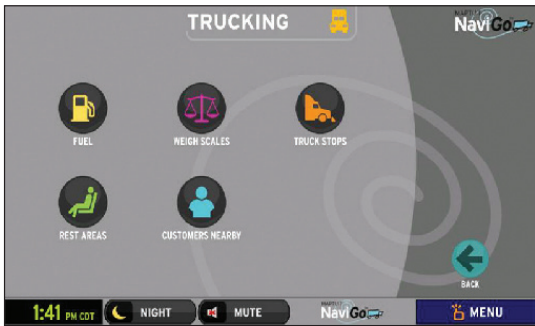 TRUCKING
NaviGo
FUEL
WEIGH SCALES
TRUCK STOPS
REST AREAS
CUSTOMERS NEARBY
BACK
1:41 PM CDT
NIGHT
MUTE
NaviGo
MENU